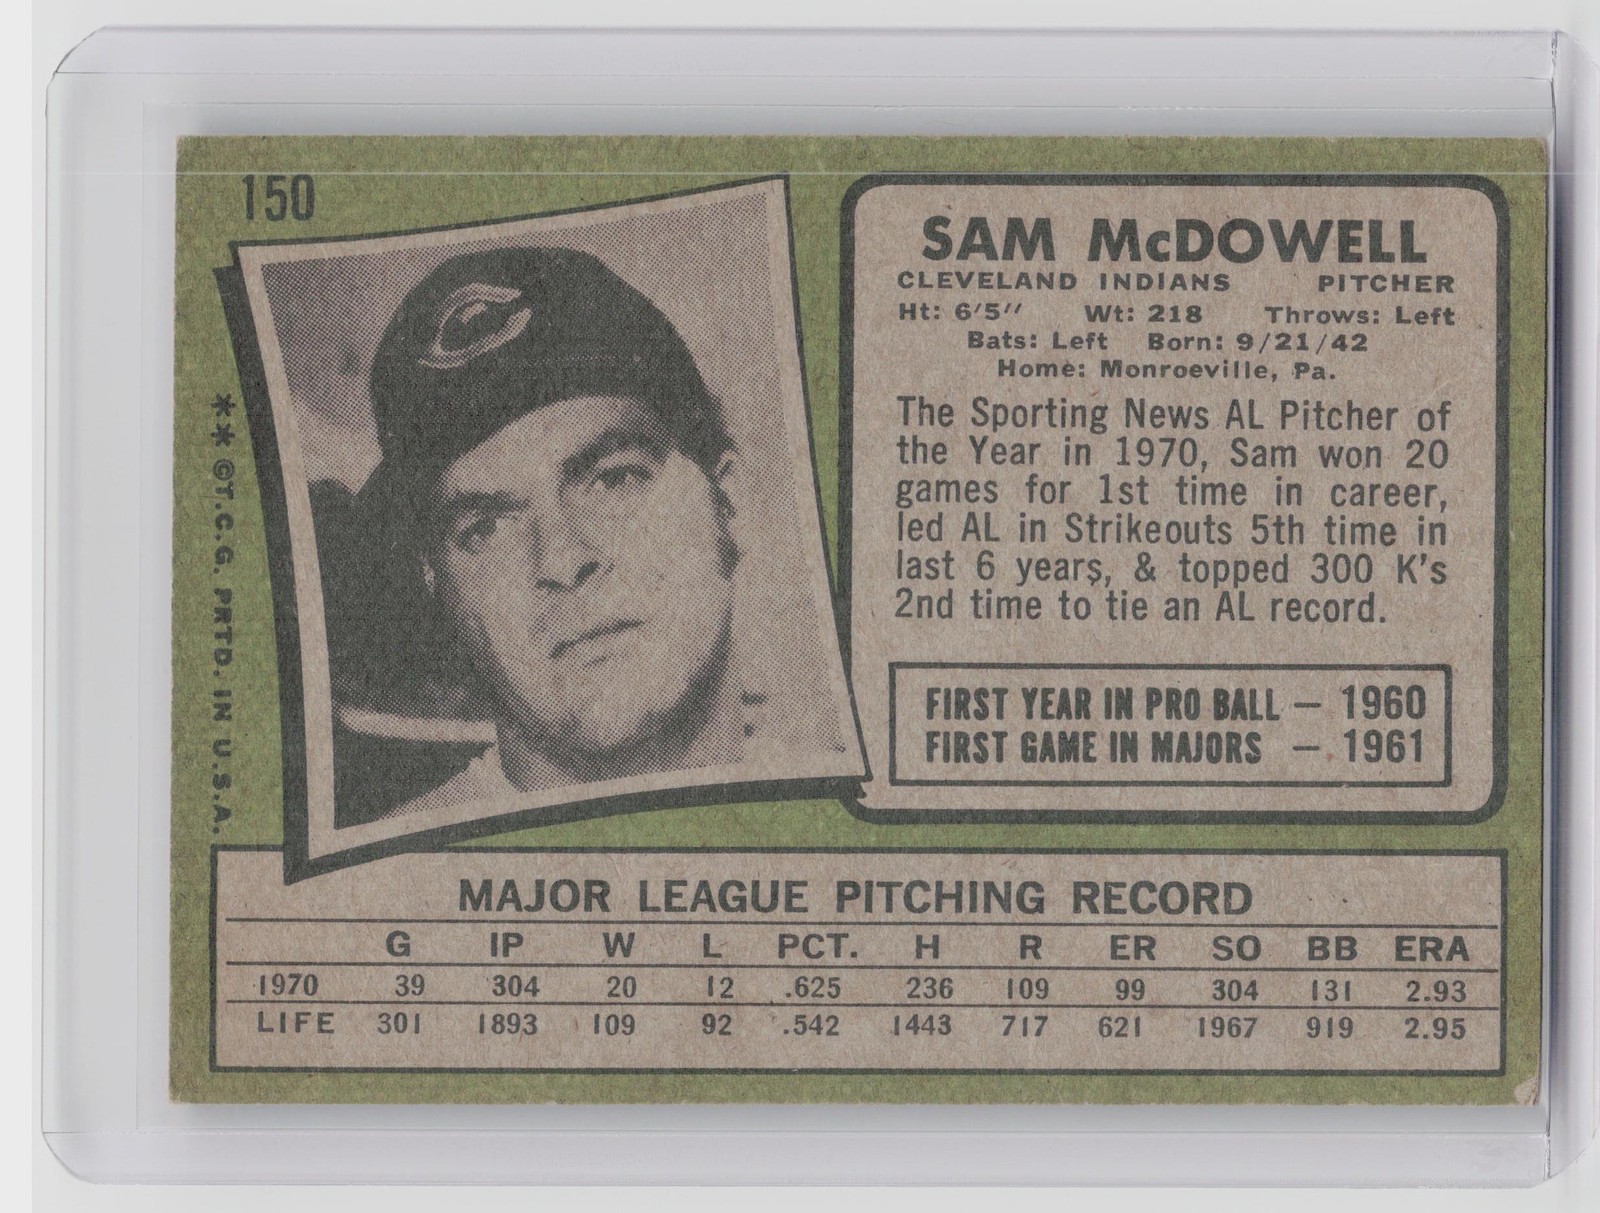 150
** ©T.C.G. PRTD. IN U.S.A.
SAM McDOWELL
CLEVELAND INDIANS PITCHER
Ht: 6'5" Wt: 218 Throws: Left
Bats: Left Born: 9/21/42
Home: Monroeville, Pa.
The Sporting News AL Pitcher of
the Year in 1970, Sam won 20
games for 1st time in career,
led AL in Strikeouts 5th time in
last 6 years, & topped 300 K's
2nd time to tie an AL record.
FIRST YEAR IN PRO BALL — 1960
FIRST GAME IN MAJORS — 1961
MAJOR LEAGUE PITCHING RECORD
G IP W L PCT. H R ER SO BB ERA
1970 39 304 20 12 .625 236 109 99 304 131 2.93
LIFE 301 1893 109 92 .542 1443 717 621 1967 919 2.95